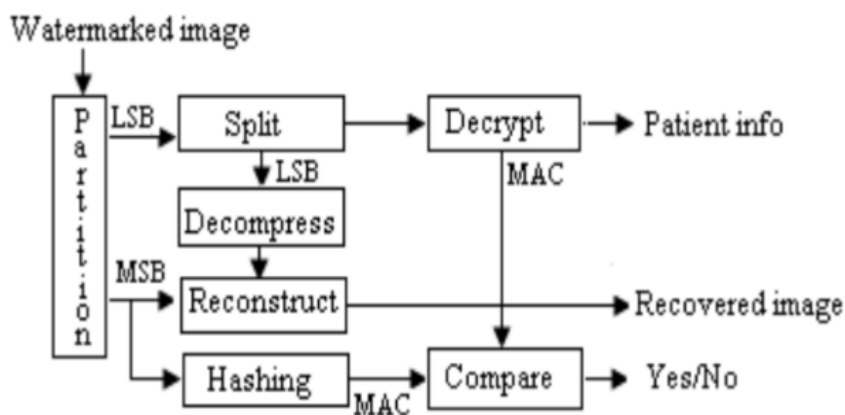 Watermarked image
Partition
LSB
Split
Decrypt
Patient info
LSB
MAC
Decompress
MSB
Reconstruct
Recovered image
Hashing
MAC
Compare
Yes/No